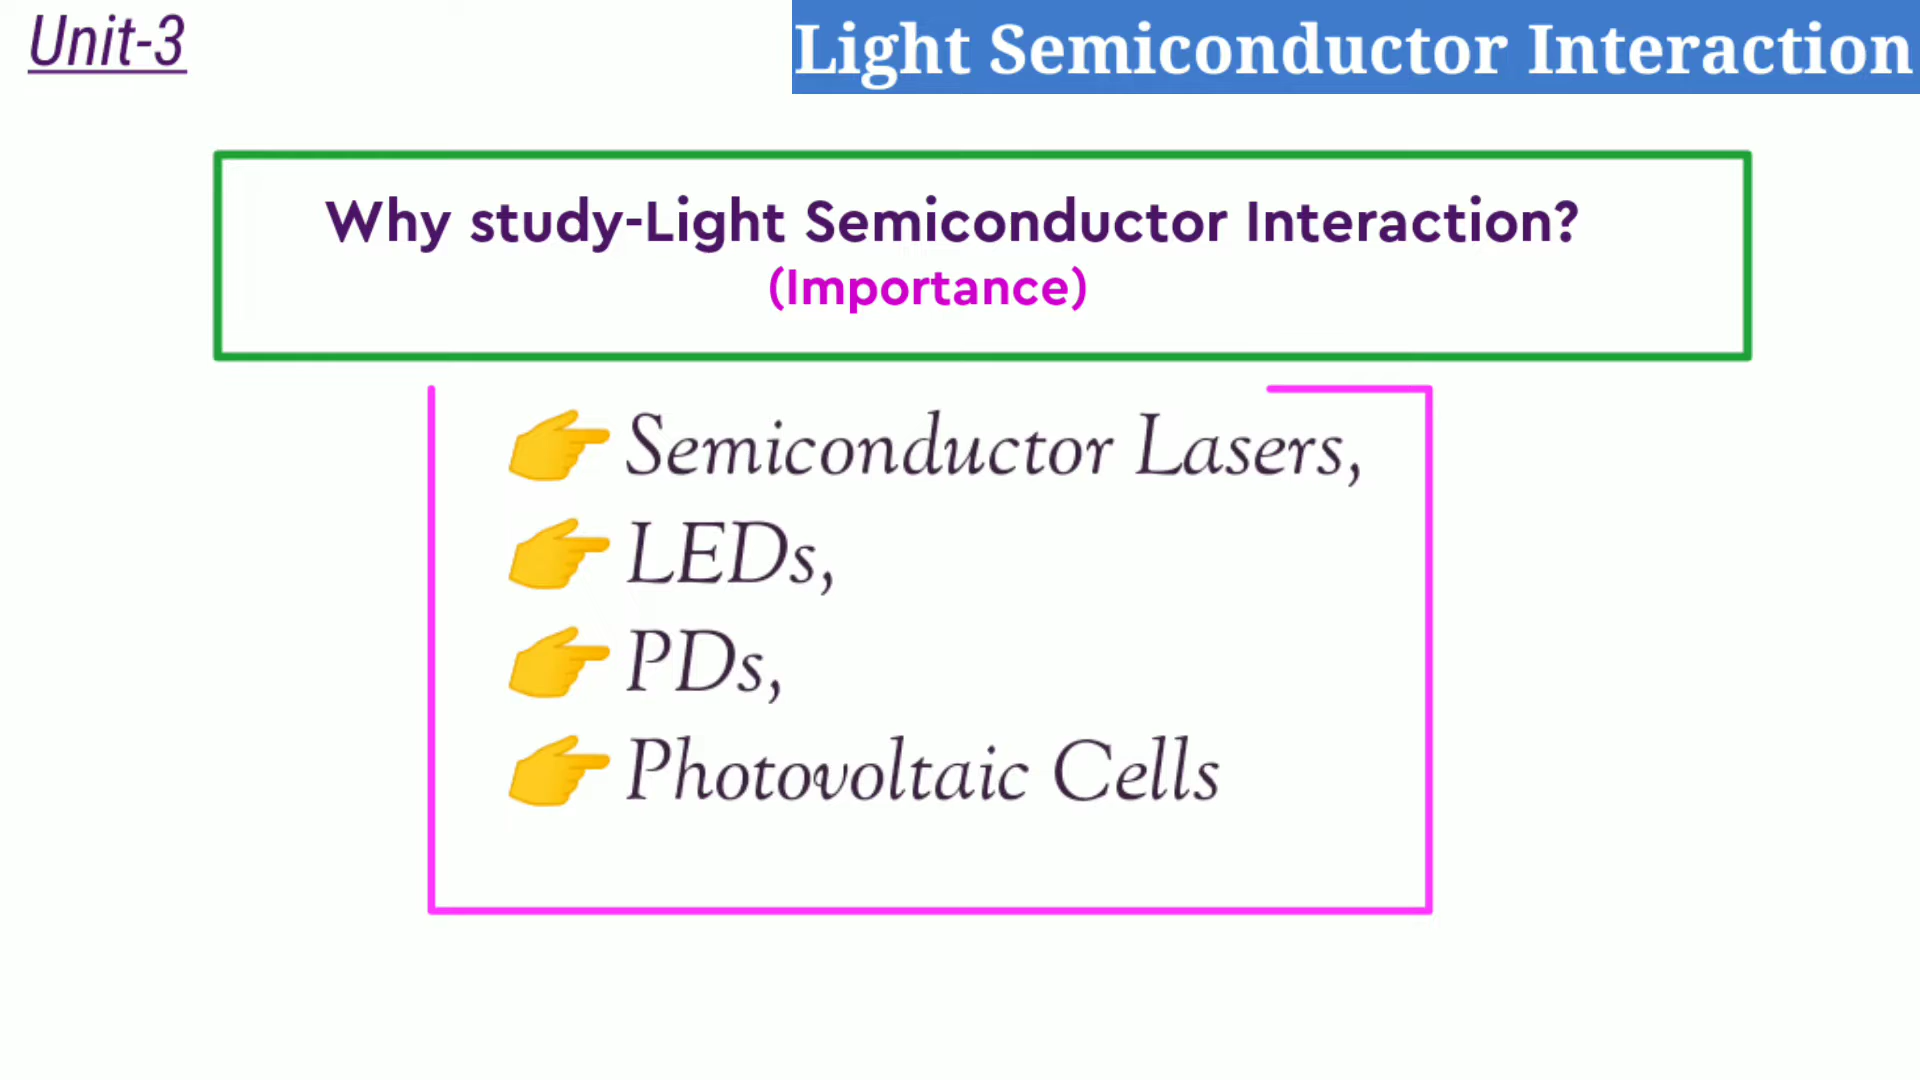 Unit-3
Light Semiconductor Interaction
Why study-Light Semiconductor Interaction?
(Importance)
👉 Semiconductor Lasers,
👉 LEDs,
👉 PDs,
👉 Photovoltaic Cells